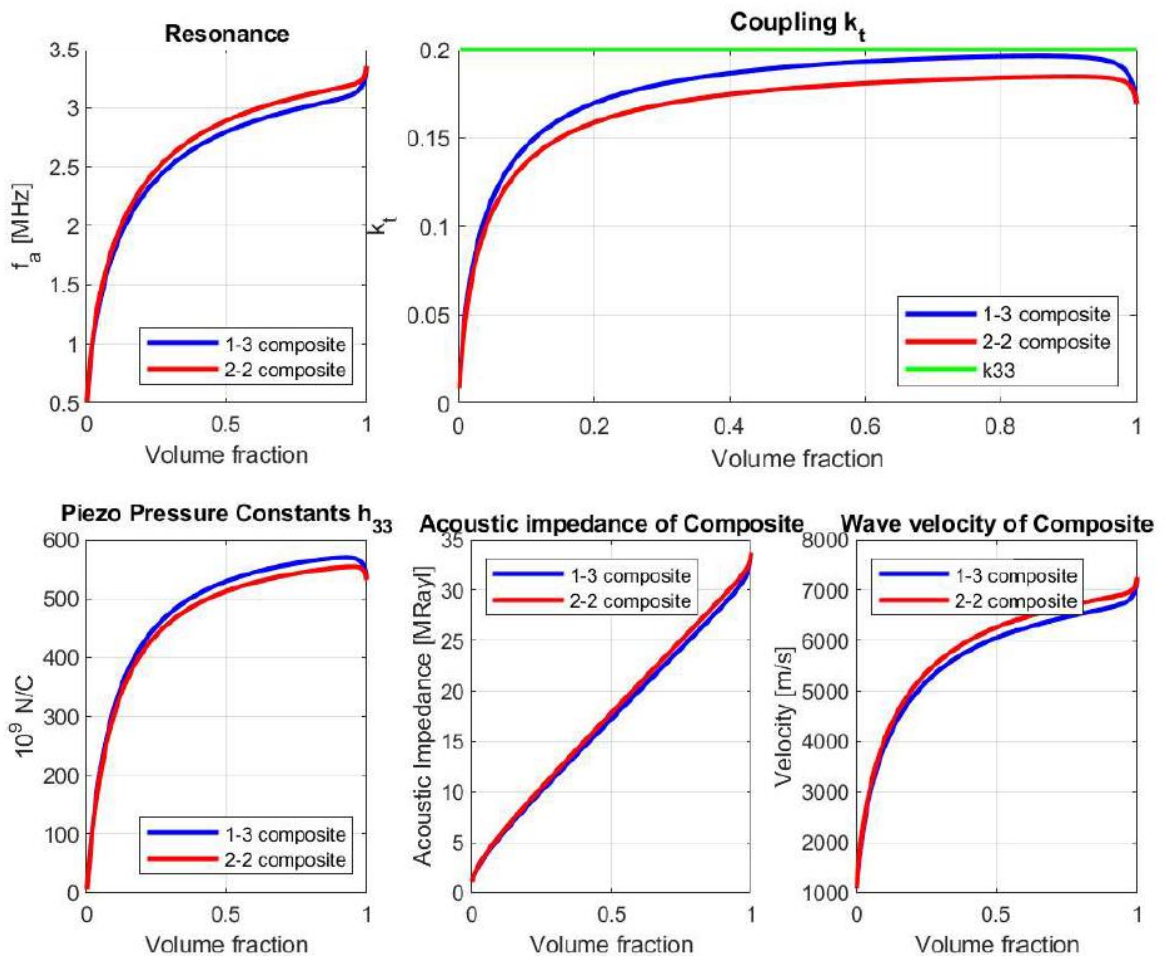 Resonance
3.5
3
2.5
2
1.5
1
0.5
f_a [MHz]
1-3 composite
2-2 composite
0 0.5 1
Volume fraction
Coupling k_t
0.2
0.15
0.1
0.05
0
k_t
1-3 composite
2-2 composite
k33
0 0.2 0.4 0.6 0.8 1
Volume fraction
Piezo Pressure Constants h_33
600
500
400
300
200
100
0
10^9 N/C
1-3 composite
2-2 composite
0 0.5 1
Volume fraction
Acoustic impedance of Composite
35
30
25
20
15
10
5
0
Acoustic Impedance [MRayl]
1-3 composite
2-2 composite
0 0.5 1
Volume fraction
Wave velocity of Composite
8000
7000
6000
5000
4000
3000
2000
1000
Velocity [m/s]
1-3 composite
2-2 composite
0 0.5 1
Volume fraction